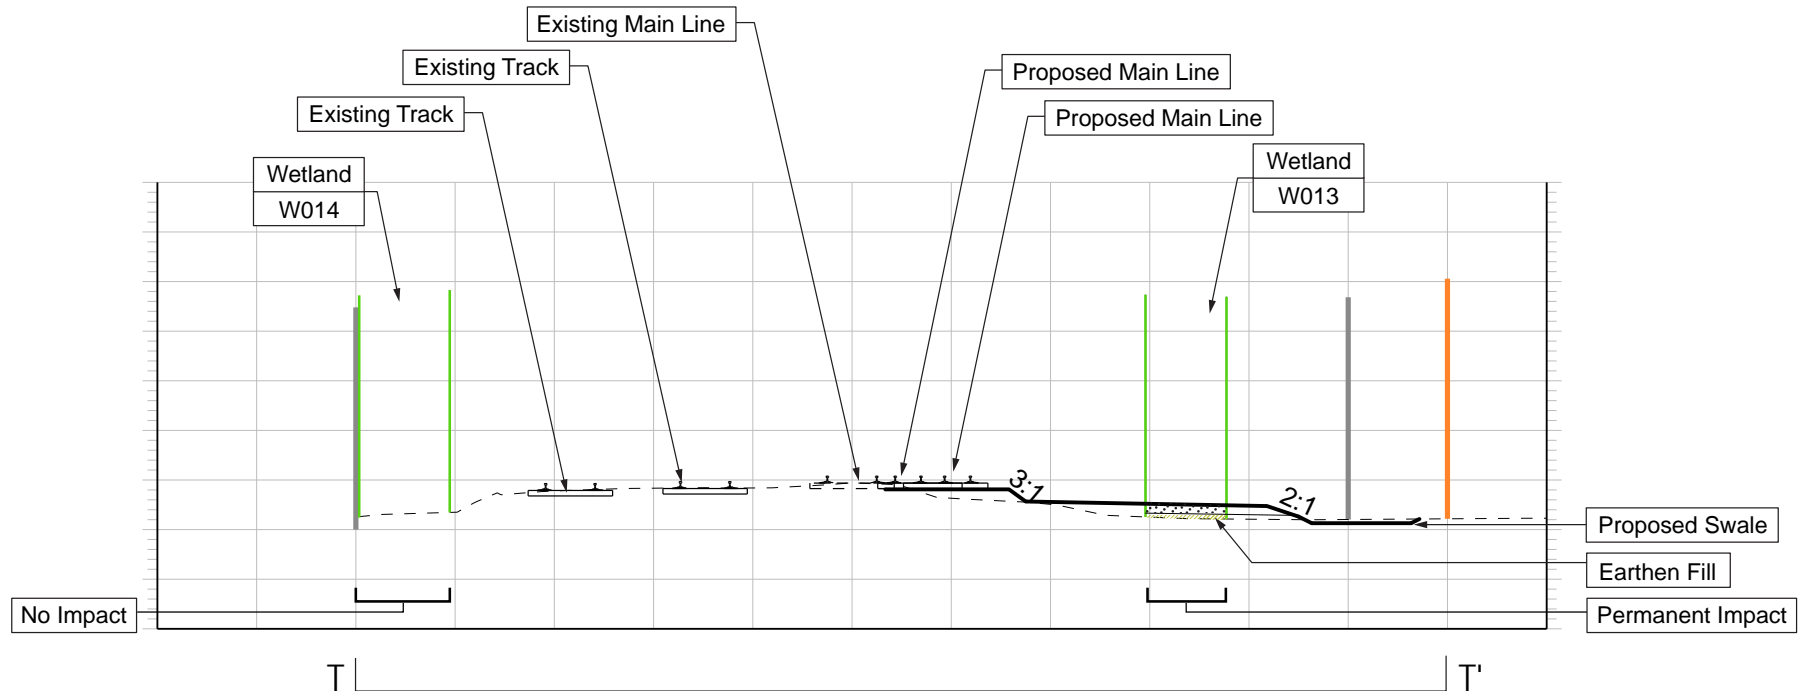 Existing Main Line
Existing Track
Proposed Main Line
Existing Track
Proposed Main Line
Wetland
W014
Wetland
W013
3:1
2:1
Proposed Swale
Earthen Fill
No Impact
Permanent Impact
T
T'